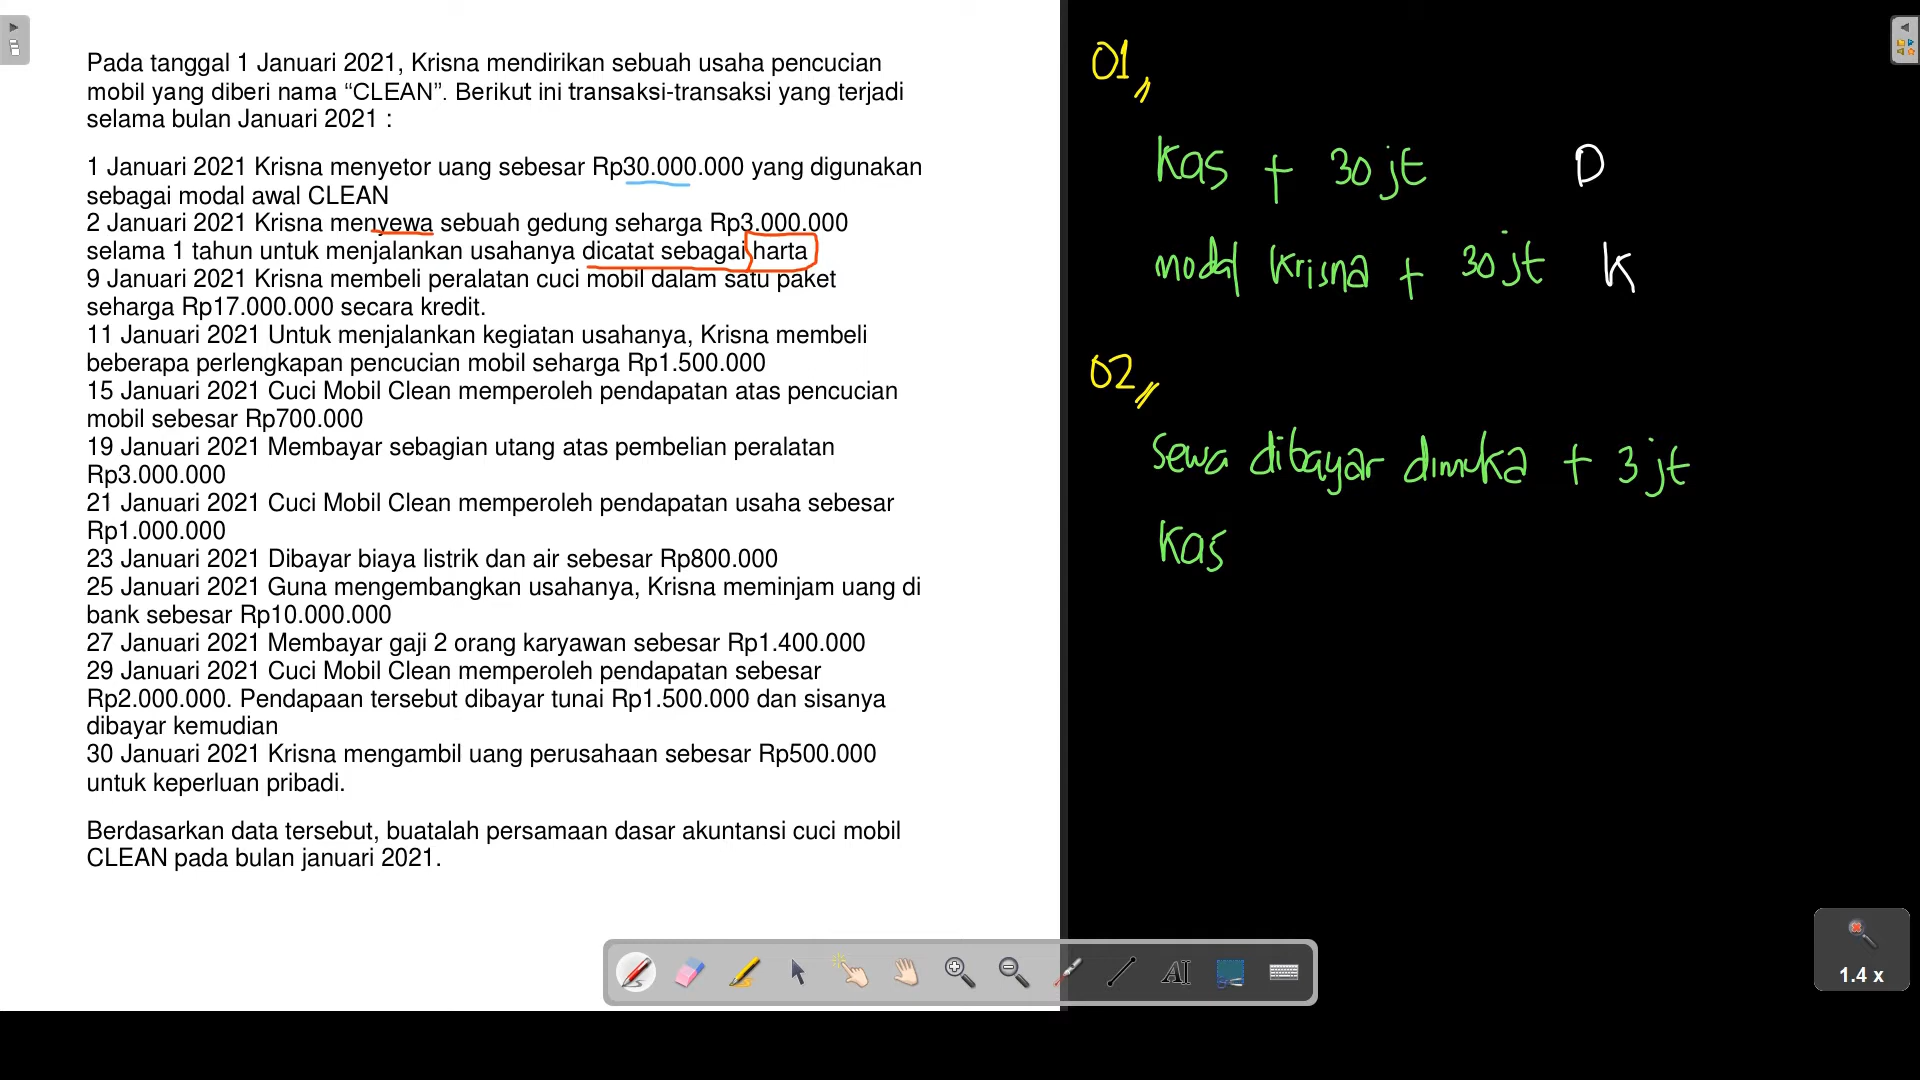 Pada tanggal 1 Januari 2021, Krisna mendirikan sebuah usaha pencucian
mobil yang diberi nama “CLEAN”. Berikut ini transaksi-transaksi yang terjadi
selama bulan Januari 2021 :
1 Januari 2021 Krisna menyetor uang sebesar Rp30.000.000 yang digunakan
sebagai modal awal CLEAN
2 Januari 2021 Krisna menyewa sebuah gedung seharga Rp3.000.000
selama 1 tahun untuk menjalankan usahanya dicatat sebagai harta
9 Januari 2021 Krisna membeli peralatan cuci mobil dalam satu paket
seharga Rp17.000.000 secara kredit.
11 Januari 2021 Untuk menjalankan kegiatan usahanya, Krisna membeli
beberapa perlengkapan pencucian mobil seharga Rp1.500.000
15 Januari 2021 Cuci Mobil Clean memperoleh pendapatan atas pencucian
mobil sebesar Rp700.000
19 Januari 2021 Membayar sebagian utang atas pembelian peralatan
Rp3.000.000
21 Januari 2021 Cuci Mobil Clean memperoleh pendapatan usaha sebesar
Rp1.000.000
23 Januari 2021 Dibayar biaya listrik dan air sebesar Rp800.000
25 Januari 2021 Guna mengembangkan usahanya, Krisna meminjam uang di
bank sebesar Rp10.000.000
27 Januari 2021 Membayar gaji 2 orang karyawan sebesar Rp1.400.000
29 Januari 2021 Cuci Mobil Clean memperoleh pendapatan sebesar
Rp2.000.000. Pendapaan tersebut dibayar tunai Rp1.500.000 dan sisanya
dibayar kemudian
30 Januari 2021 Krisna mengambil uang perusahaan sebesar Rp500.000
untuk keperluan pribadi.
Berdasarkan data tersebut, buatalah persamaan dasar akuntansi cuci mobil
CLEAN pada bulan januari 2021.
01,,
Kas + 30 jt D
modal Krisna + 30 jt K
02,,
Sewa dibayar dimuka + 3 jt
Kas
AI
1.4 x